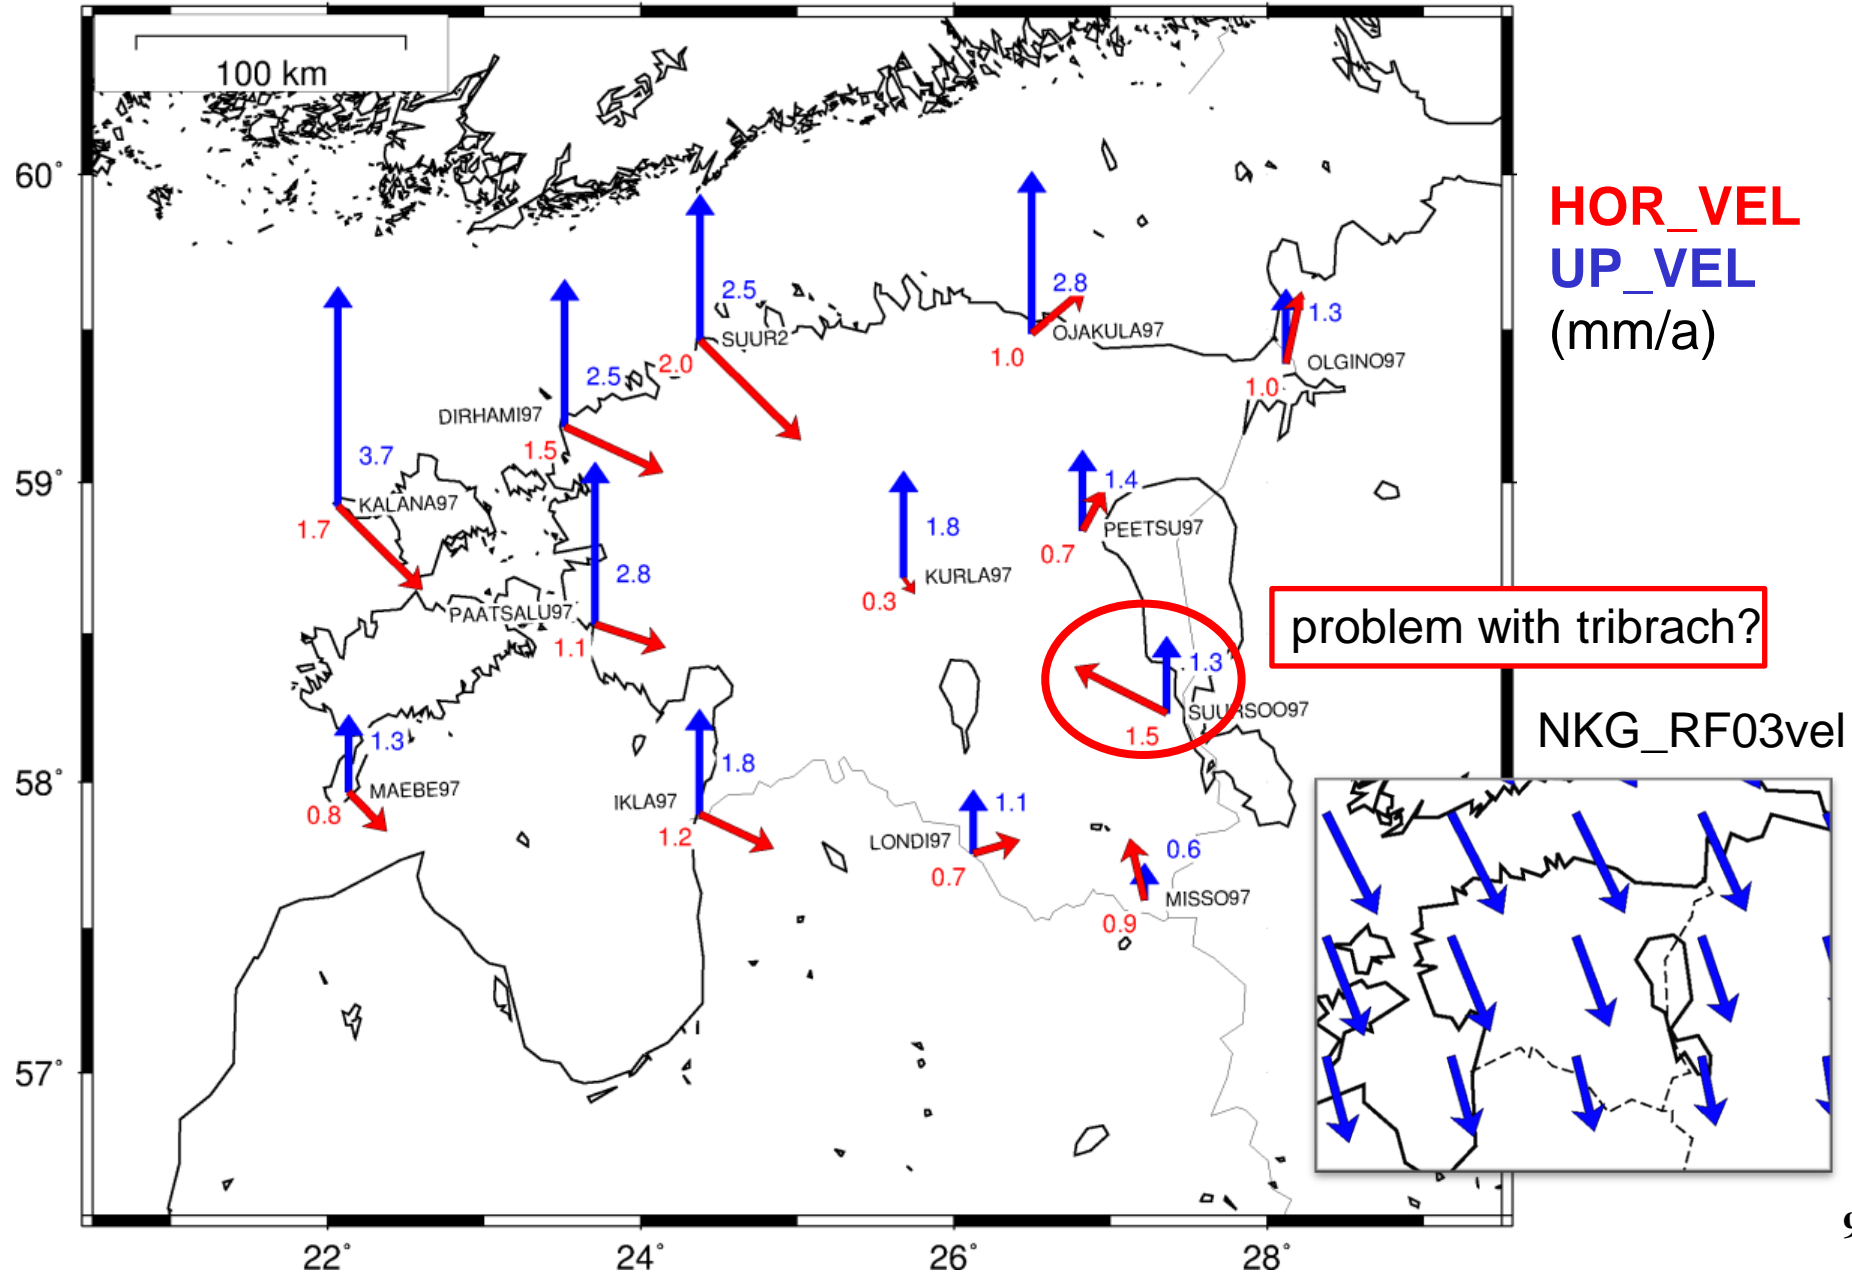 100 km
60°
59°
58°
57°
22°
24°
26°
28°
HOR_VEL
UP_VEL
(mm/a)
2.8
2.5
SUUR2
2.0
OJAKULA97
1.0
1.3
OLGINO97
1.0
2.5
DIRHAMI97
1.5
3.7
KALANA97
1.7
1.4
PEETSU97
0.7
1.8
KURLA97
0.3
2.8
PAATSALU97
1.1
problem with tribrach?
1.3
SUURSOO97
1.5
NKG_RF03vel
1.3
MAEBE97
0.8
1.8
IKLA97
1.2
1.1
LONDI97
0.7
0.6
MISSO97
0.9